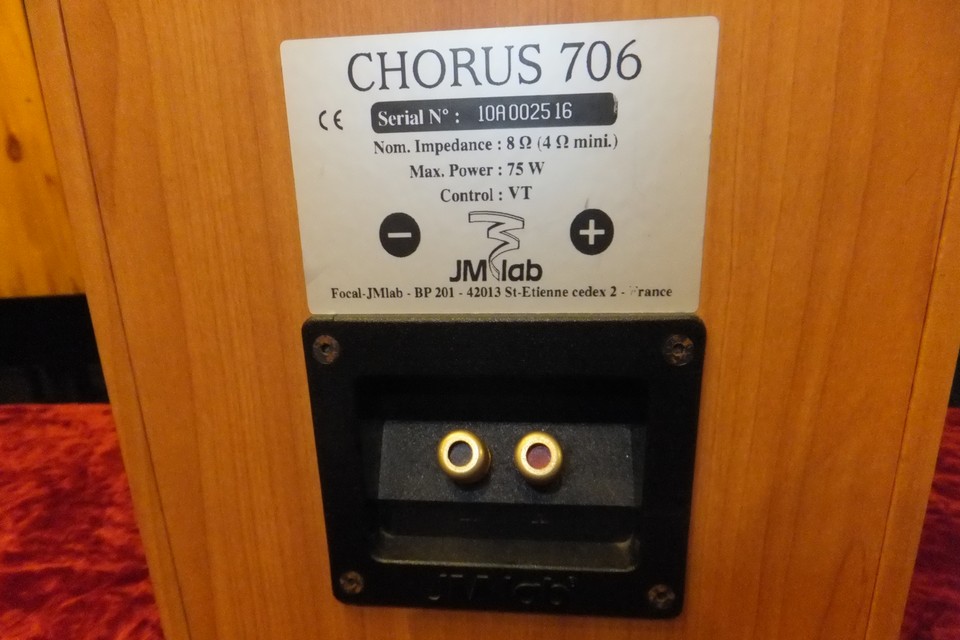 CHORUS 706
CE Serial N° : 10A002516
Nom. Impedance : 8 Ω (4 Ω mini.)
Max. Power : 75 W
Control : VT
− +
JMlab
Focal-JMlab - BP 201 - 42013 St-Etienne cedex 2 - France
− +
JMlab